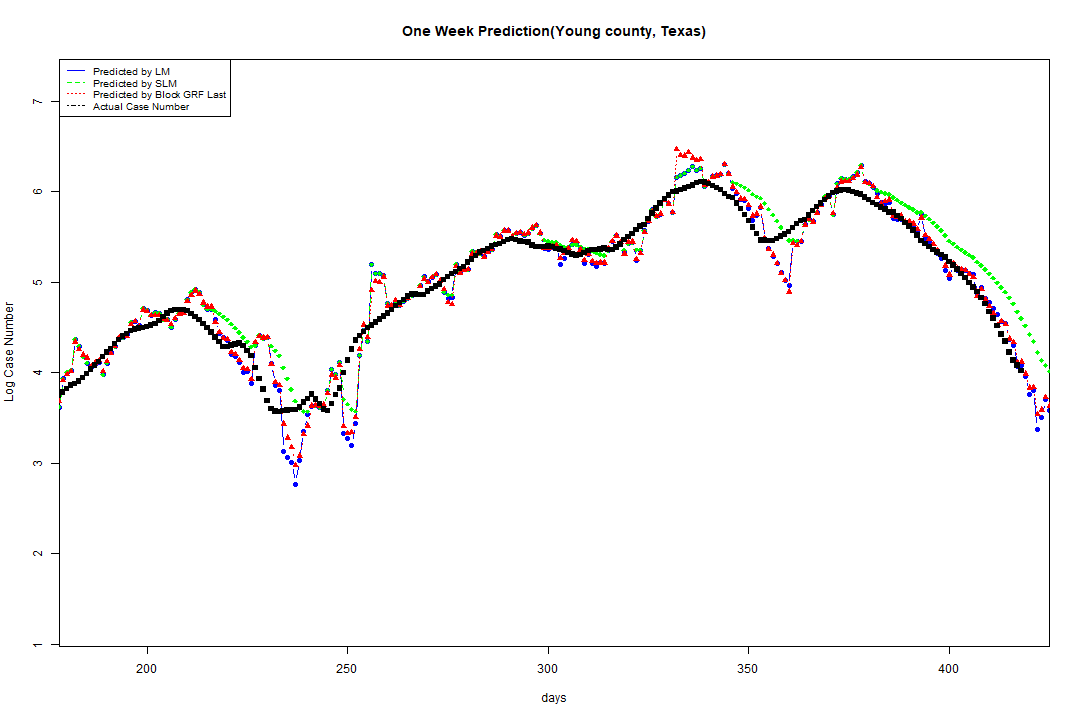 One Week Prediction(Young county, Texas)
Predicted by LM
Predicted by SLM
Predicted by Block GRF Last
Actual Case Number
7
6
5
4
3
2
1
Log Case Number
200 250 300 350 400
days